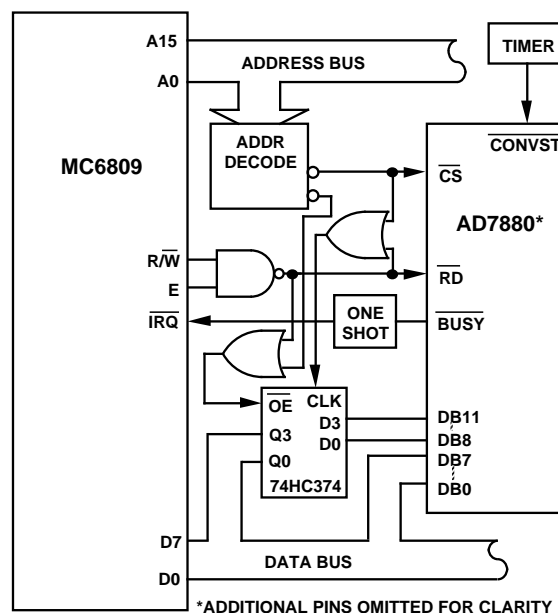 A15
ADDRESS BUS
TIMER
A0
ADDR
DECODE
CONVST
MC6809
CS
AD7880*
R/W
RD
E
IRQ
ONE
SHOT
BUSY
OE
CLK
D3
DB11
Q3
D0
DB8
Q0
DB7
74HC374
DB0
D7
DATA BUS
D0
*ADDITIONAL PINS OMITTED FOR CLARITY